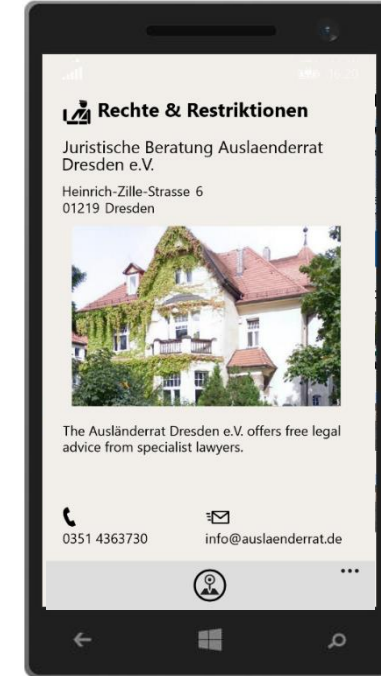 Rechte & Restriktionen
Juristische Beratung Auslaenderrat
Dresden e.V.
Heinrich-Zille-Strasse 6
01219 Dresden
The Ausländerrat Dresden e.V. offers free legal
advice from specialist lawyers.
0351 4363730
info@auslaenderrat.de